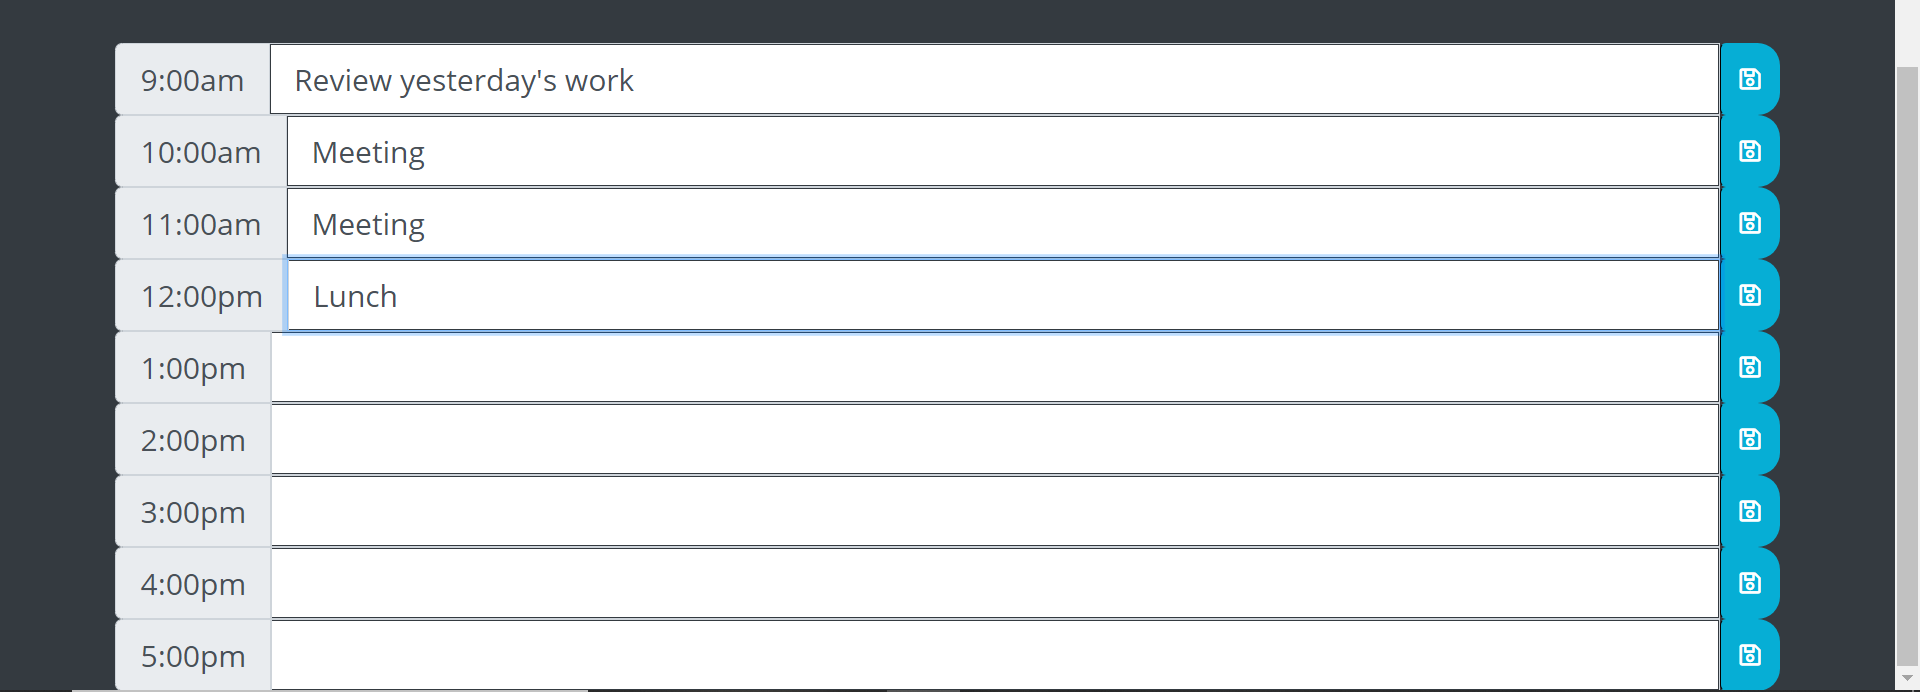 9:00am Review yesterday's work
10:00am Meeting
11:00am Meeting
12:00pm Lunch
1:00pm
2:00pm
3:00pm
4:00pm
5:00pm